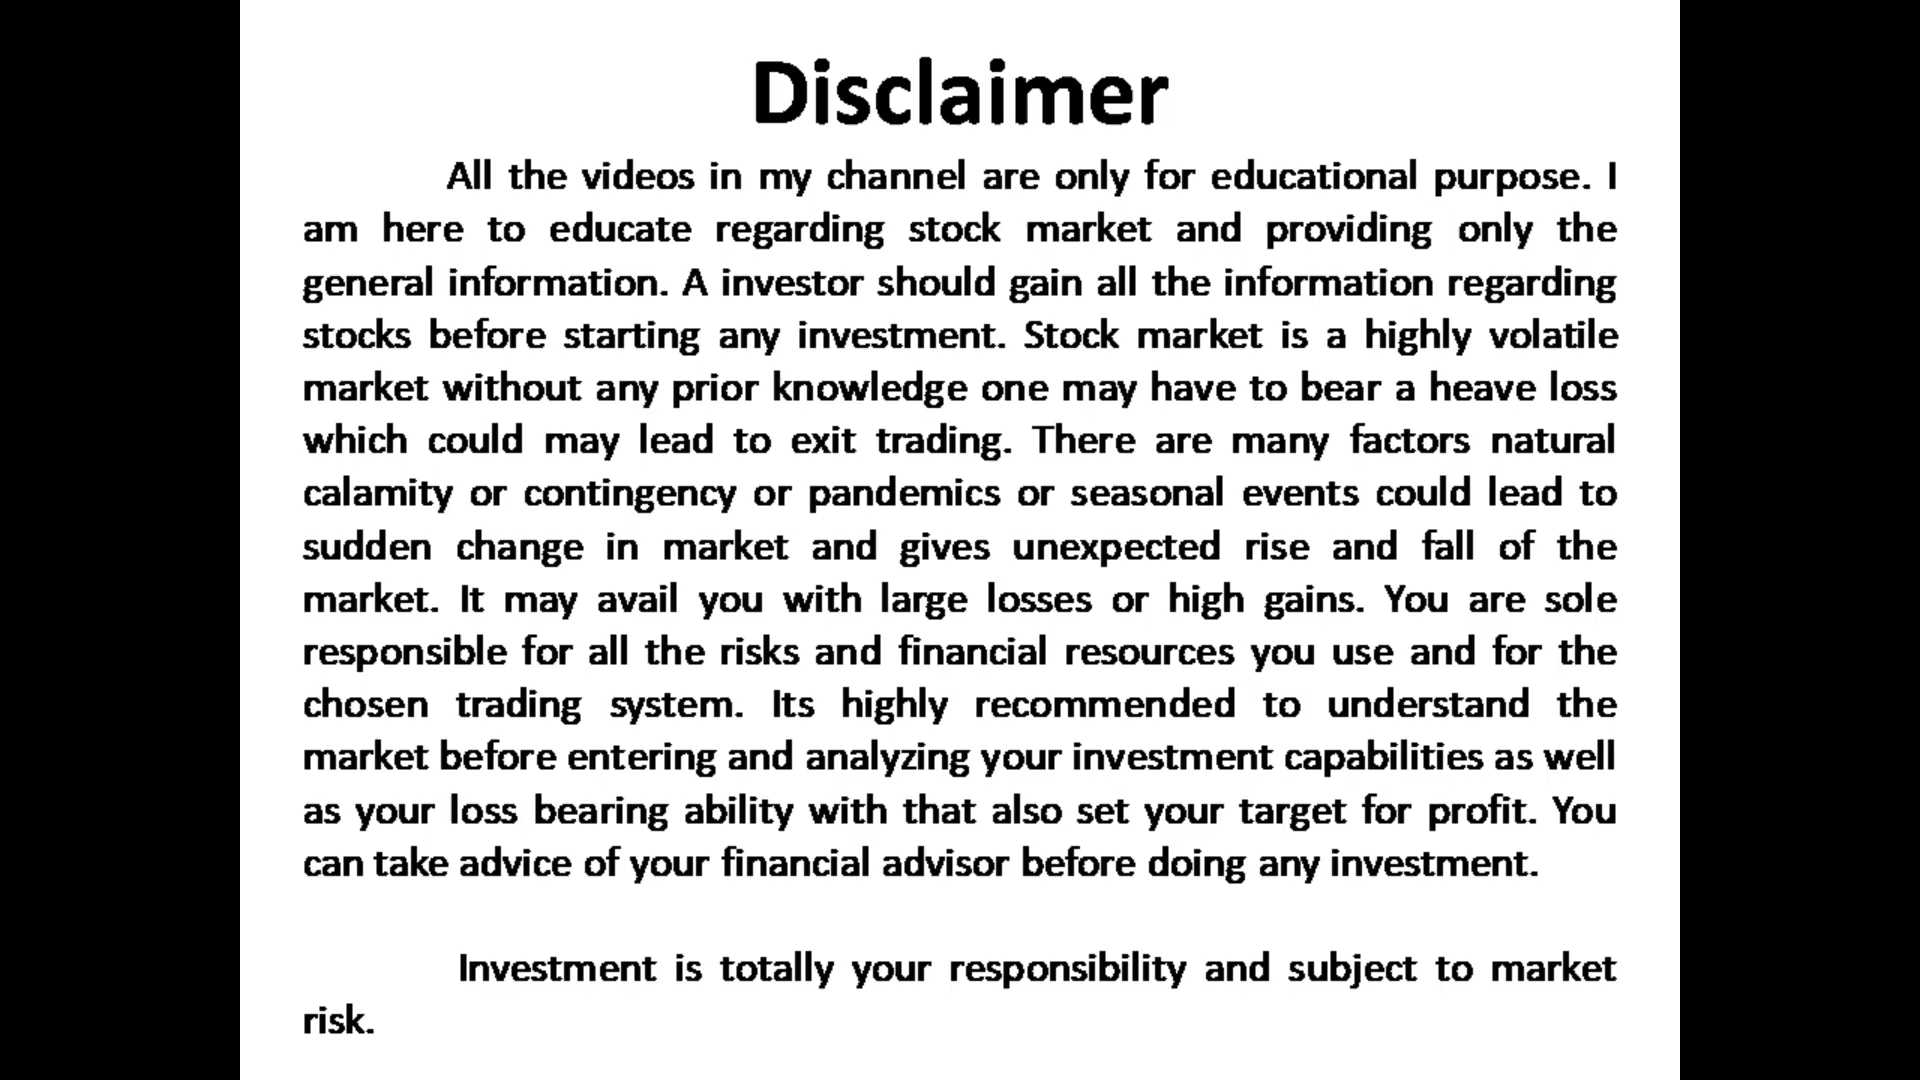 Disclaimer
All the videos in my channel are only for educational purpose. I
am here to educate regarding stock market and providing only the
general information. A investor should gain all the information regarding
stocks before starting any investment. Stock market is a highly volatile
market without any prior knowledge one may have to bear a heave loss
which could may lead to exit trading. There are many factors natural
calamity or contingency or pandemics or seasonal events could lead to
sudden change in market and gives unexpected rise and fall of the
market. It may avail you with large losses or high gains. You are sole
responsible for all the risks and financial resources you use and for the
chosen trading system. Its highly recommended to understand the
market before entering and analyzing your investment capabilities as well
as your loss bearing ability with that also set your target for profit. You
can take advice of your financial advisor before doing any investment.
Investment is totally your responsibility and subject to market
risk.